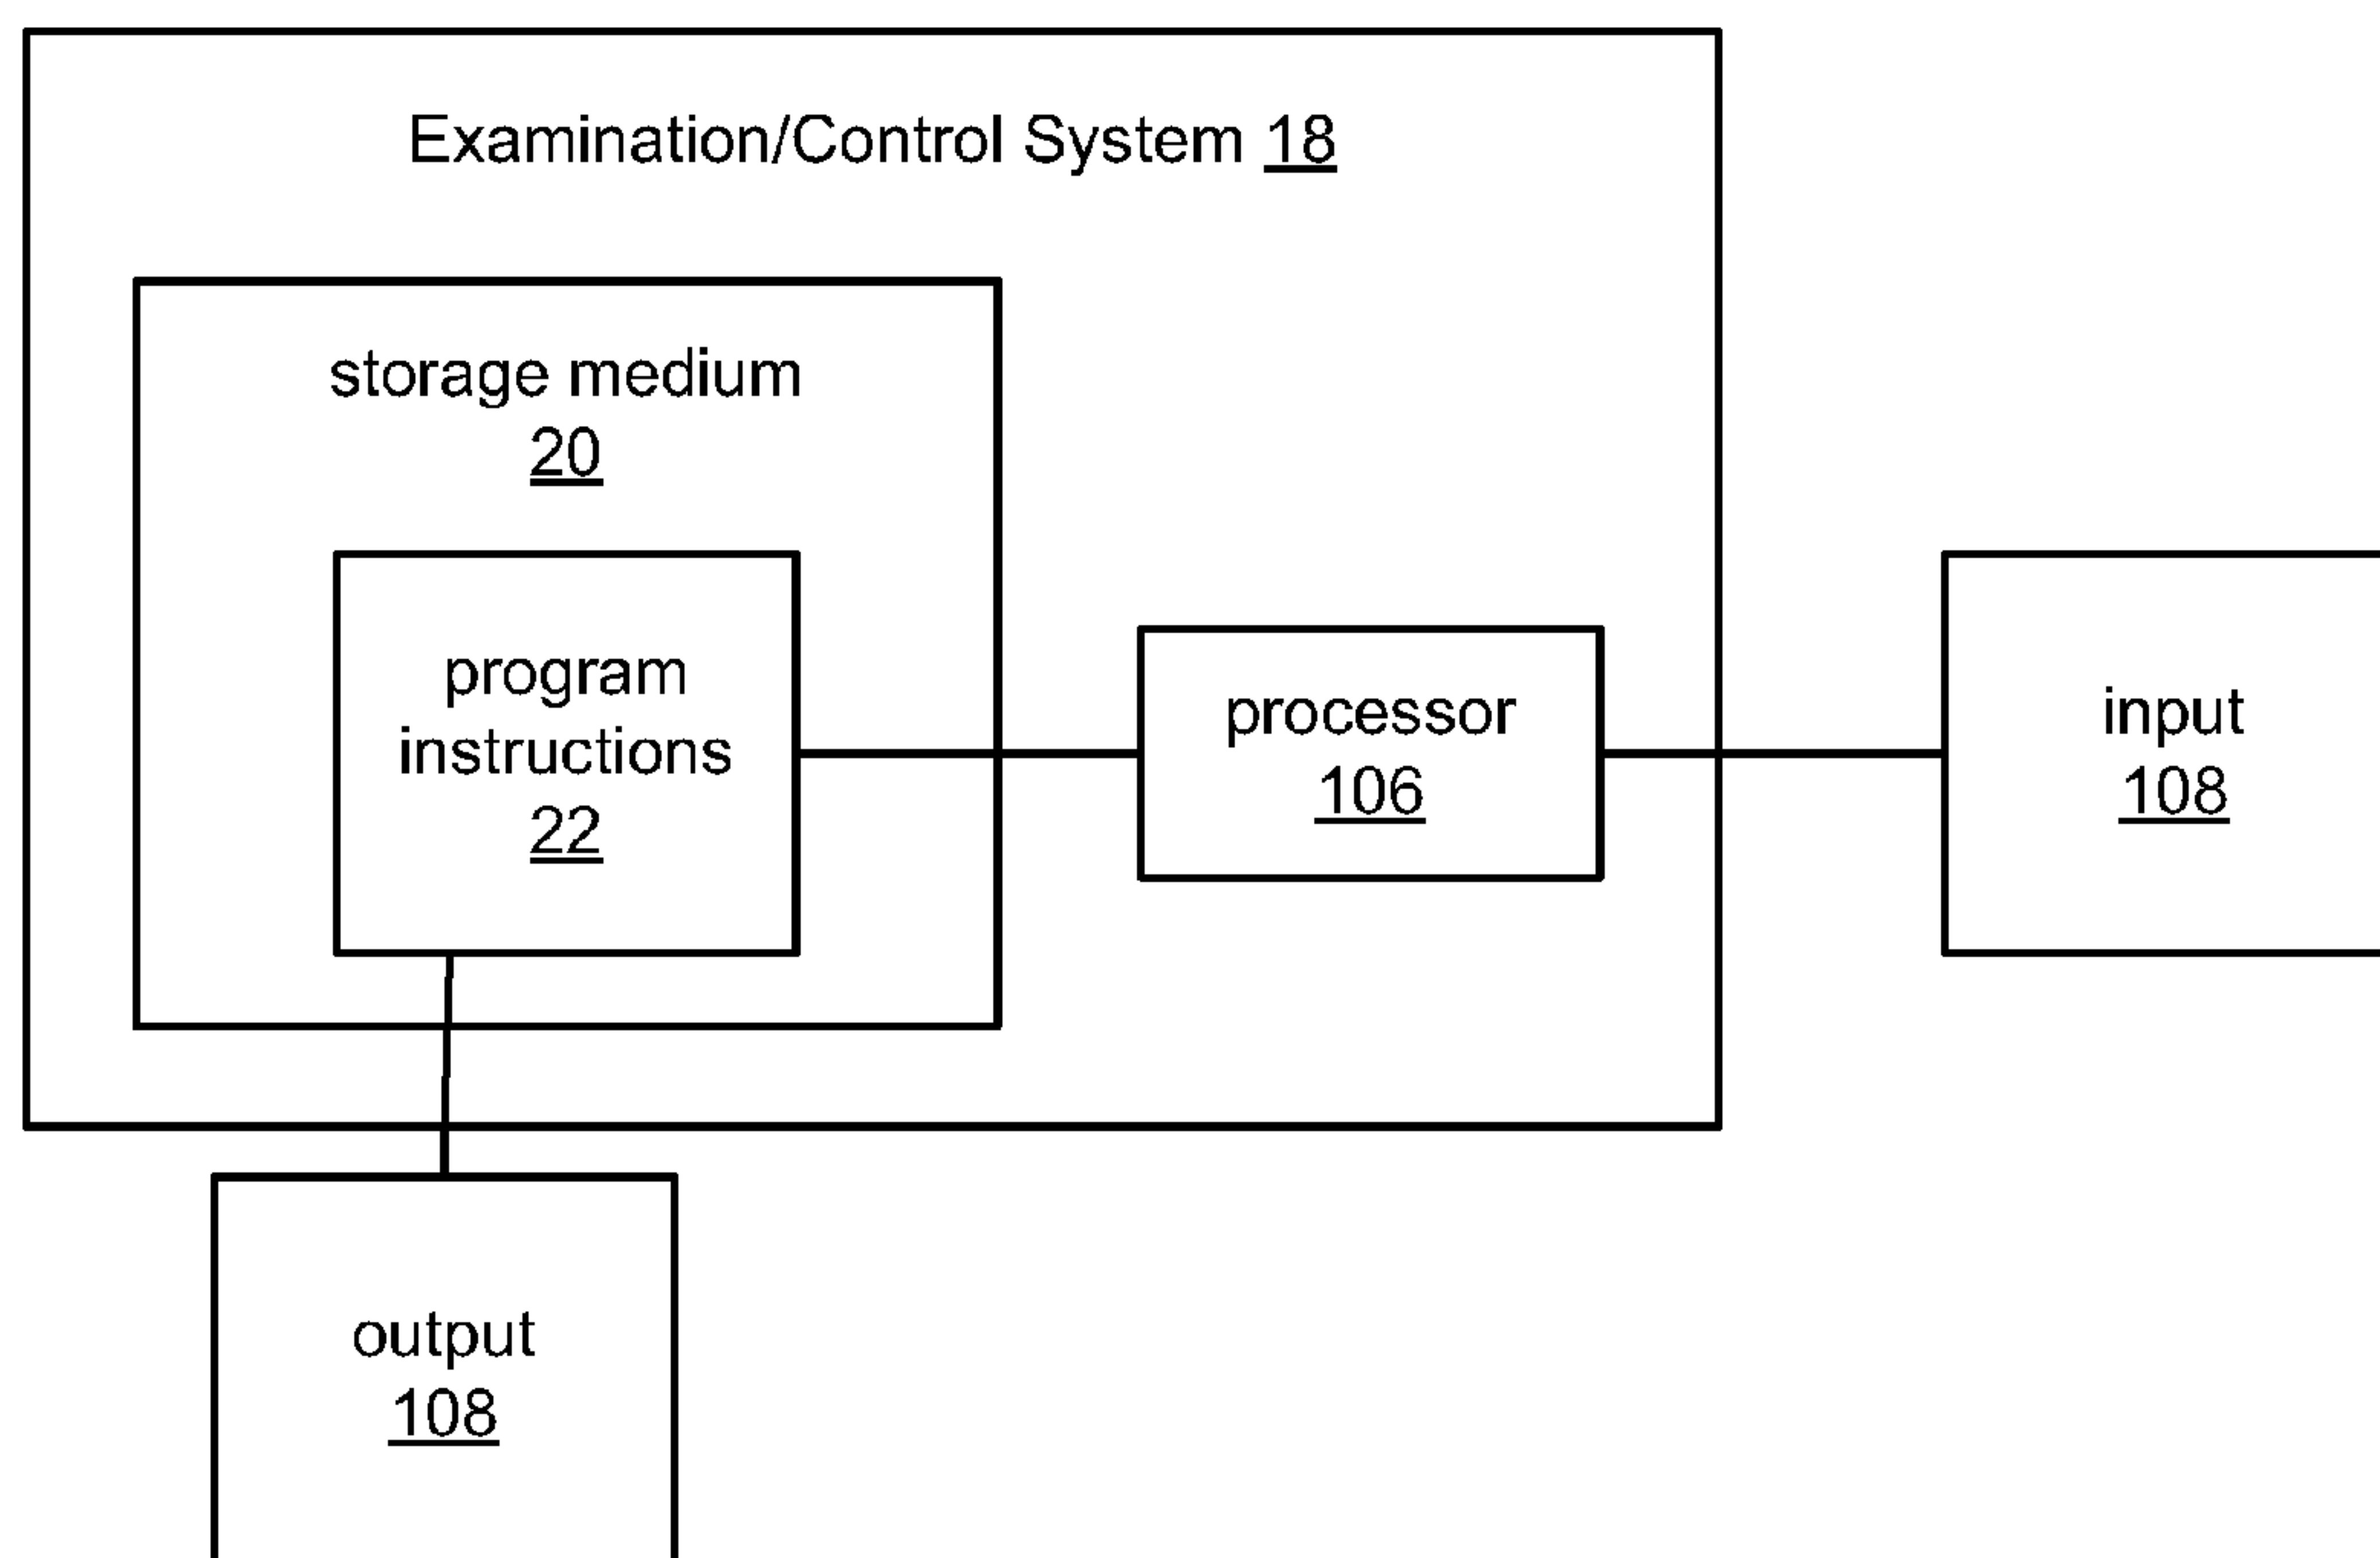 Examination/Control System 18
storage medium
20
program
instructions
22
processor
106
input
108
output
108